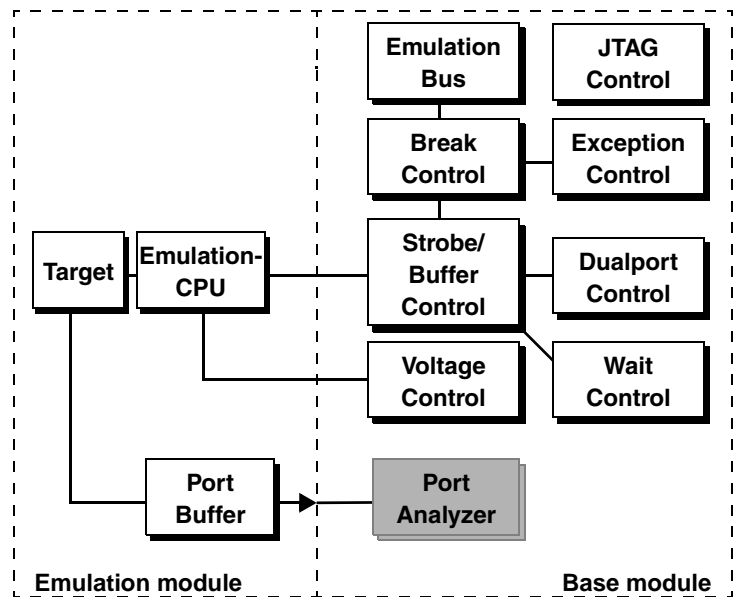 Emulation
Bus
JTAG
Control
Break
Control
Exception
Control
Target
Emulation-
CPU
Strobe/
Buffer
Control
Dualport
Control
Voltage
Control
Wait
Control
Port
Buffer
Port
Analyzer
Emulation module
Base module